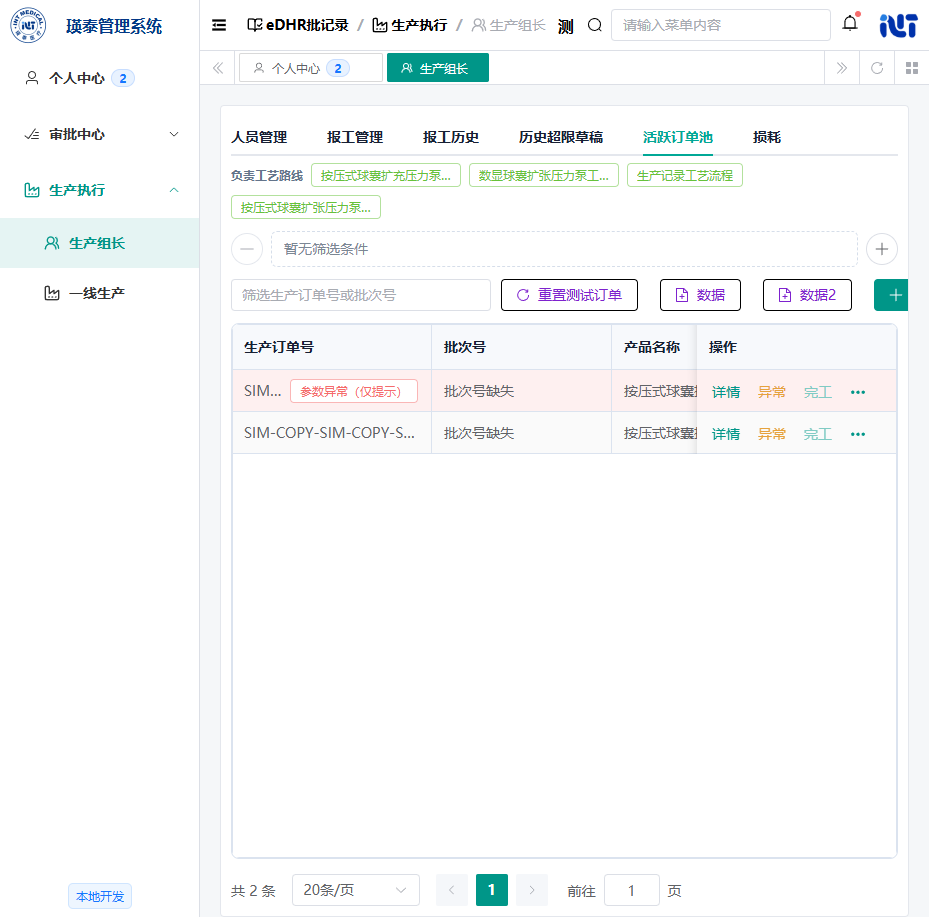 瑛泰管理系统
eDHR批记录 / 生产执行 / 生产组长 测 请输入菜单内容
个人中心 2
审批中心
生产执行
生产组长
一线生产
本地开发
个人中心 2 生产组长
人员管理 报工管理 报工历史 历史超限草稿 活跃订单池 损耗
负责工艺路线 按压式球囊扩充压力泵... 数显球囊扩张压力泵工... 生产记录工艺流程
按压式球囊扩张压力泵...
暂无筛选条件
筛选生产订单号或批次号 重置测试订单 数据 数据2
生产订单号 批次号 产品名称 操作
SIM... 参数异常（仅提示） 批次号缺失 按压式球囊 详情 异常 完工 •••
SIM-COPY-SIM-COPY-S... 批次号缺失 按压式球囊 详情 异常 完工 •••
共 2 条 20条/页 1 前往 1 页